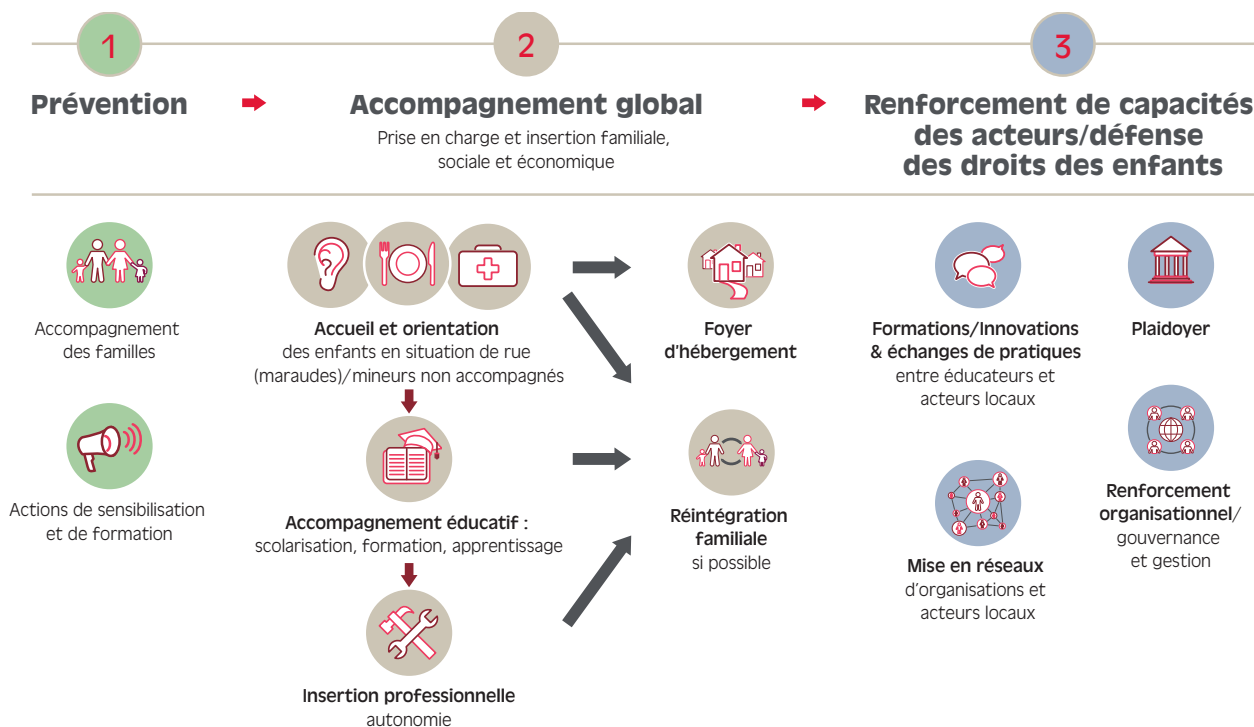 1
Prévention
2
Accompagnement global
Prise en charge et insertion familiale,
sociale et économique
3
Renforcement de capacités
des acteurs/défense
des droits des enfants
Accompagnement
des familles
Actions de sensibilisation
et de formation
Accueil et orientation
des enfants en situation de rue
(maraudes)/mineurs non accompagnés
Accompagnement éducatif :
scolarisation, formation, apprentissage
Insertion professionnelle
autonomie
Foyer
d'hébergement
Réintégration
familiale
si possible
Formations/Innovations
& échanges de pratiques
entre éducateurs et
acteurs locaux
Mise en réseaux
d'organisations et
acteurs locaux
Plaidoyer
Renforcement
organisationnel/
gouvernance
et gestion